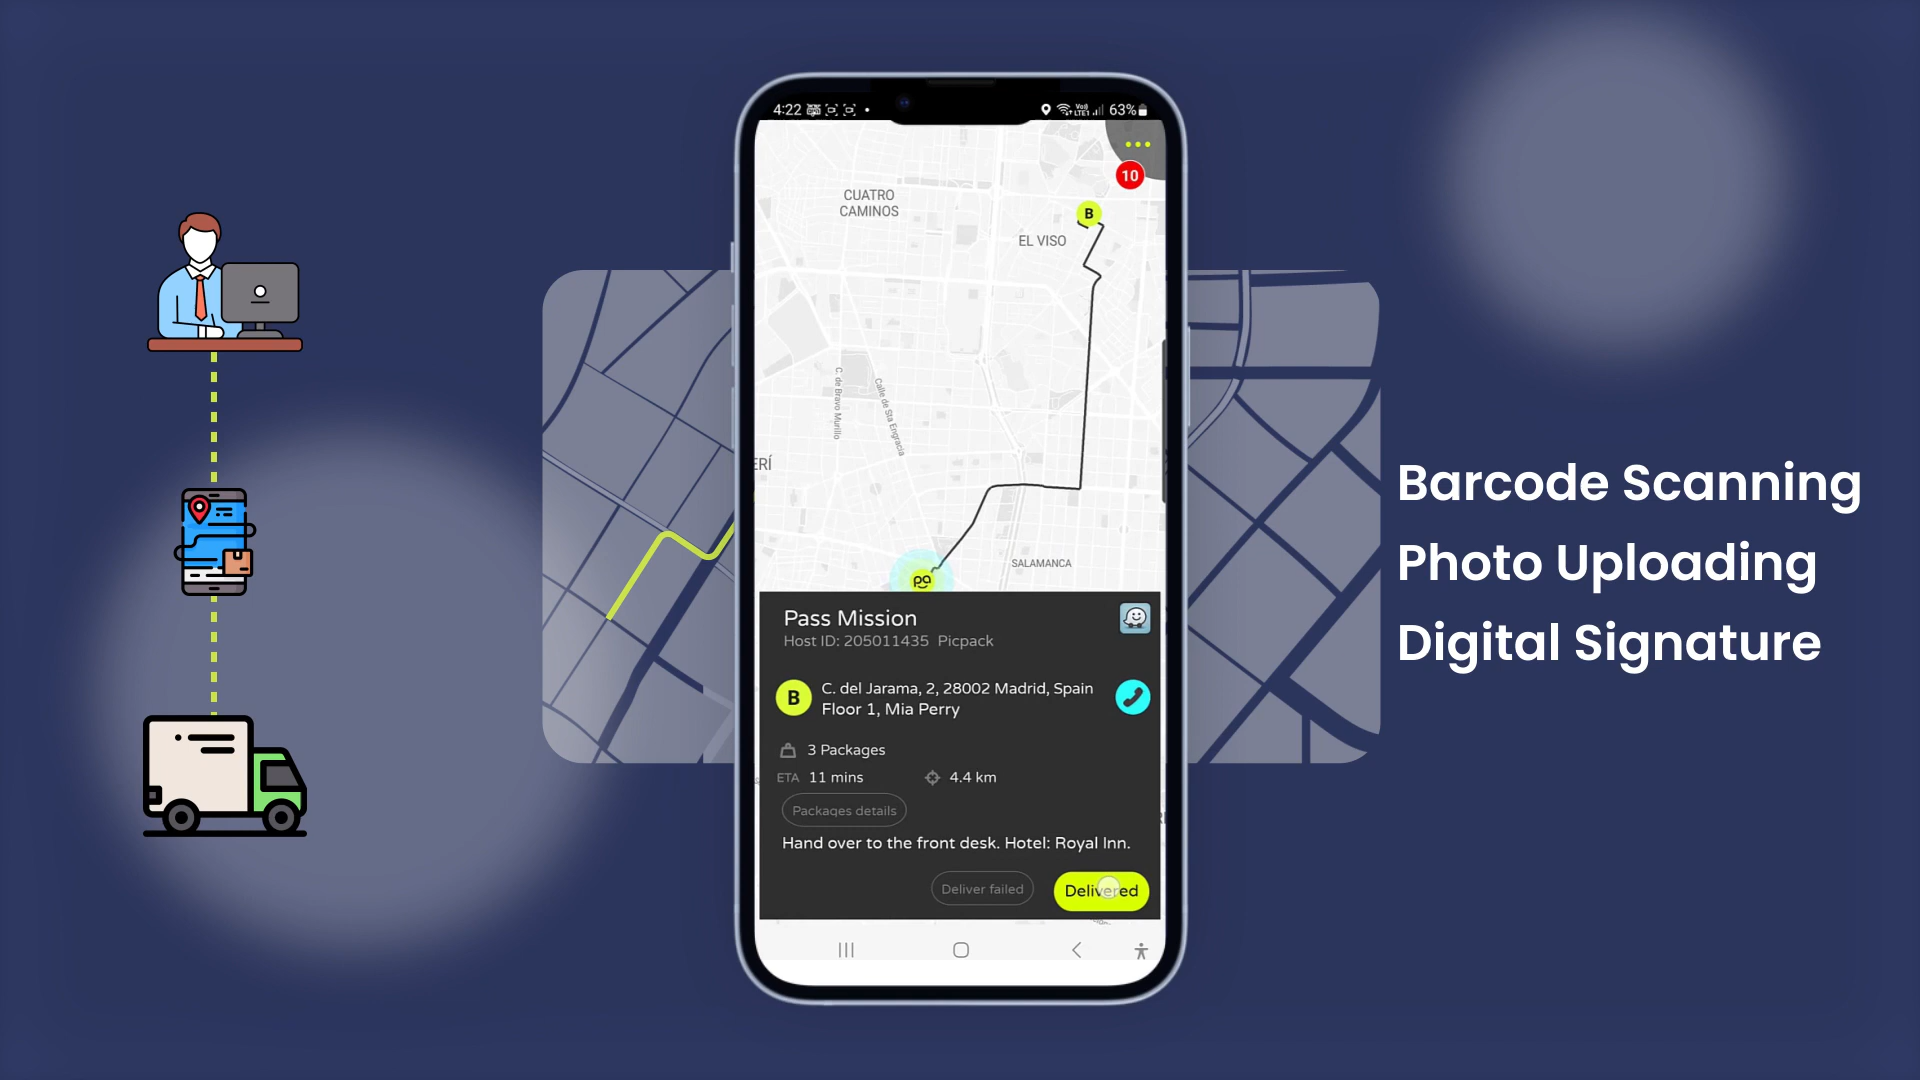 4:22
63%
10
B
CUATRO
CAMINOS
EL VISO
C. de Bravo Murillo
Calle de Sta Engracia
ERÍ
SALAMANCA
pa
Pass Mission
Host ID: 205011435 Picpack
B
C. del Jarama, 2, 28002 Madrid, Spain
Floor 1, Mia Perry
3 Packages
ETA 11 mins 4.4 km
Packages details
Hand over to the front desk. Hotel: Royal Inn.
Deliver failed
Delivered
Barcode Scanning
Photo Uploading
Digital Signature